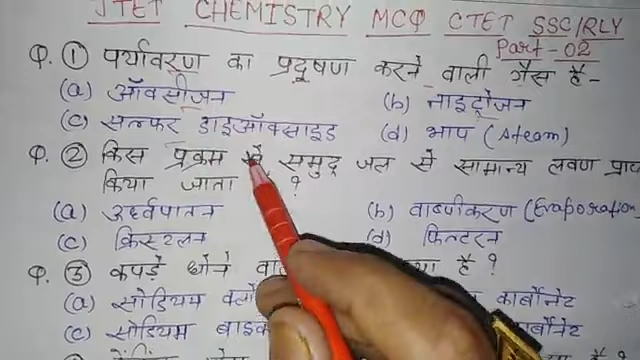 JTET CHEMISTRY MCQ CTET SSC/RLY
Part-02
Q. ① पर्यावरण का प्रदूषण करने वाली गैस है-
(a) ऑक्सीजन (b) नाइट्रोजन
(c) सल्फर डाइऑक्साइड (d) भाप (Steam)
Q. ② किस प्रक्रम से समुद्र जल से सामान्य लवण प्राप
किया जाता ?
(a) उर्ध्वपातन (b) वाष्पीकरण (Evaporation
(c) क्रिस्टलन (d) फिल्टरन
Q. ③ कपड़े धोने या है ?
(a) सोडियम कार्बोनेट
(c) सोडियम र्बोनेट